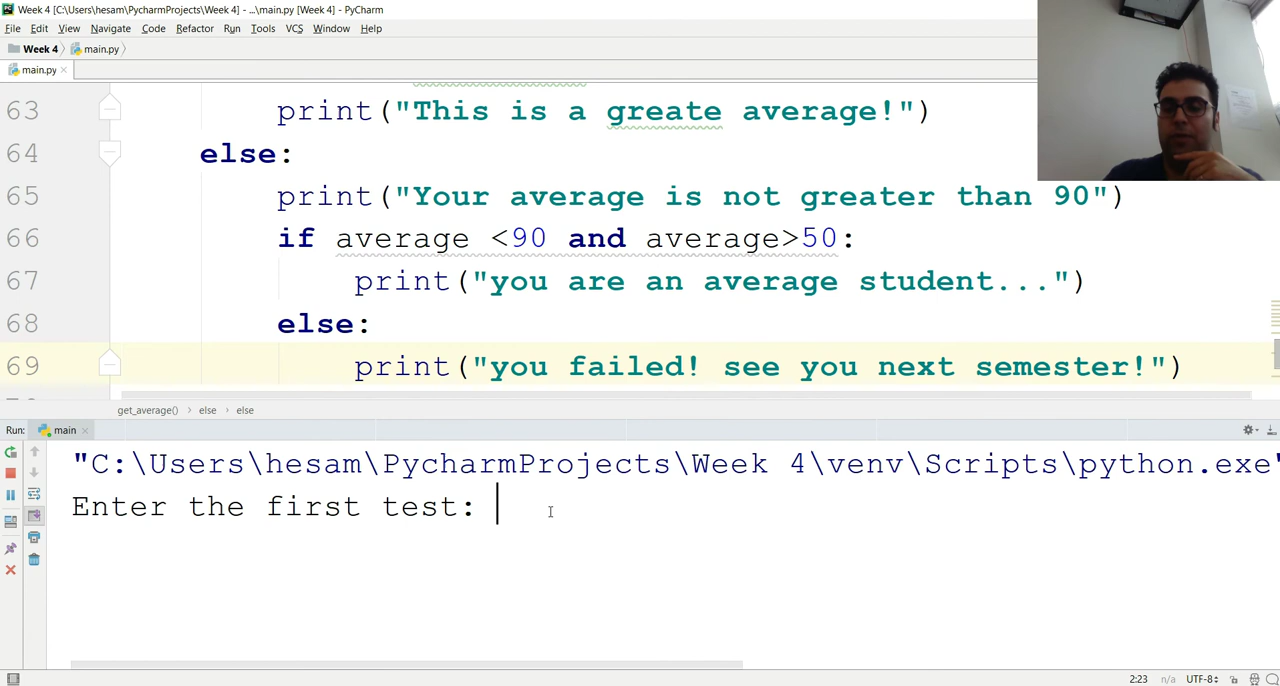 Week 4 [C:\Users\hesam\PycharmProjects\Week 4] - ...\main.py [Week 4] - PyCharm
File Edit View Navigate Code Refactor Run Tools VCS Window Help
Week 4 main.py
main.py
63 print("This is a greate average!")
64 else:
65 print("Your average is not greater than 90")
66 if average <90 and average>50:
67 print("you are an average student...")
68 else:
69 print("you failed! see you next semester!")
get_average() else else
Run: main
"C:\Users\hesam\PycharmProjects\Week 4\venv\Scripts\python.exe"
Enter the first test:
2:23 n/a UTF-8